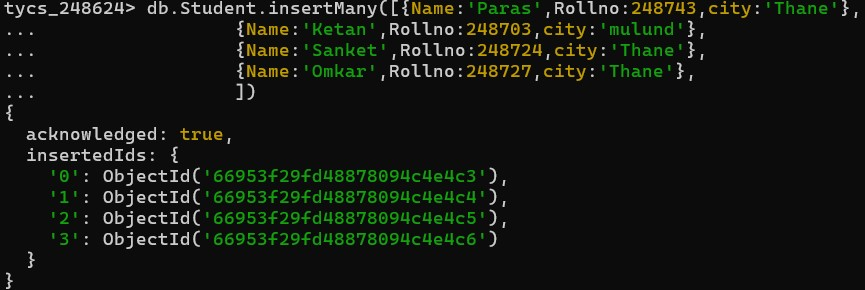 tycs_248624> db.Student.insertMany([{Name:'Paras',Rollno:248743,city:'Thane'},
... {Name:'Ketan',Rollno:248703,city:'mulund'},
... {Name:'Sanket',Rollno:248724,city:'Thane'},
... {Name:'Omkar',Rollno:248727,city:'Thane'},
... ])
{
  acknowledged: true,
  insertedIds: {
    '0': ObjectId('66953f29fd48878094c4e4c3'),
    '1': ObjectId('66953f29fd48878094c4e4c4'),
    '2': ObjectId('66953f29fd48878094c4e4c5'),
    '3': ObjectId('66953f29fd48878094c4e4c6')
  }
}